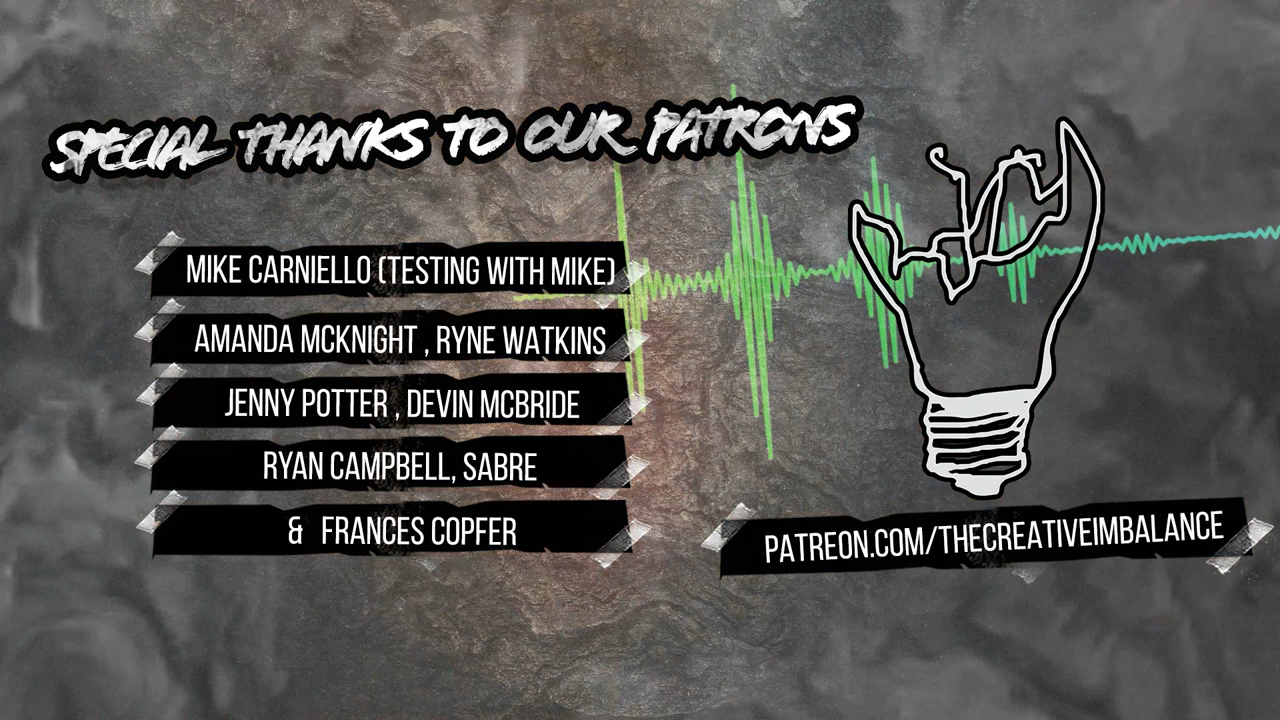 SPECIAL THANKS TO OUR PATRONS
MIKE CARNIELLO (TESTING WITH MIKE)
AMANDA MCKNIGHT , RYNE WATKINS
JENNY POTTER , DEVIN MCBRIDE
RYAN CAMPBELL, SABRE
& FRANCES COPFER
PATREON.COM/THECREATIVEIMBALANCE